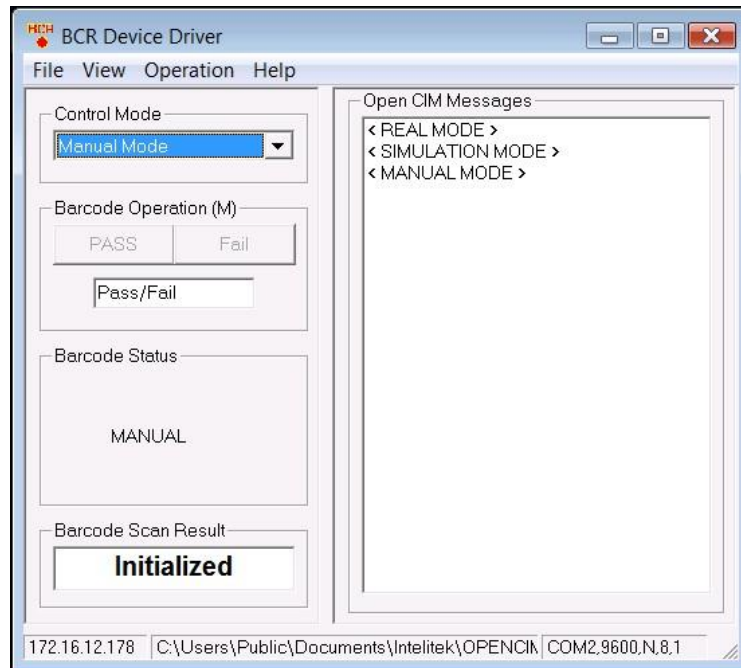 BCR Device Driver
File View Operation Help
Control Mode
Manual Mode
Barcode Operation (M)
PASS Fail
Pass/Fail
Barcode Status
MANUAL
Barcode Scan Result
Initialized
Open CIM Messages
< REAL MODE >
< SIMULATION MODE >
< MANUAL MODE >
172.16.12.178 C:\Users\Public\Documents\Intelitek\OPENCIM COM2,9600,N,8,1